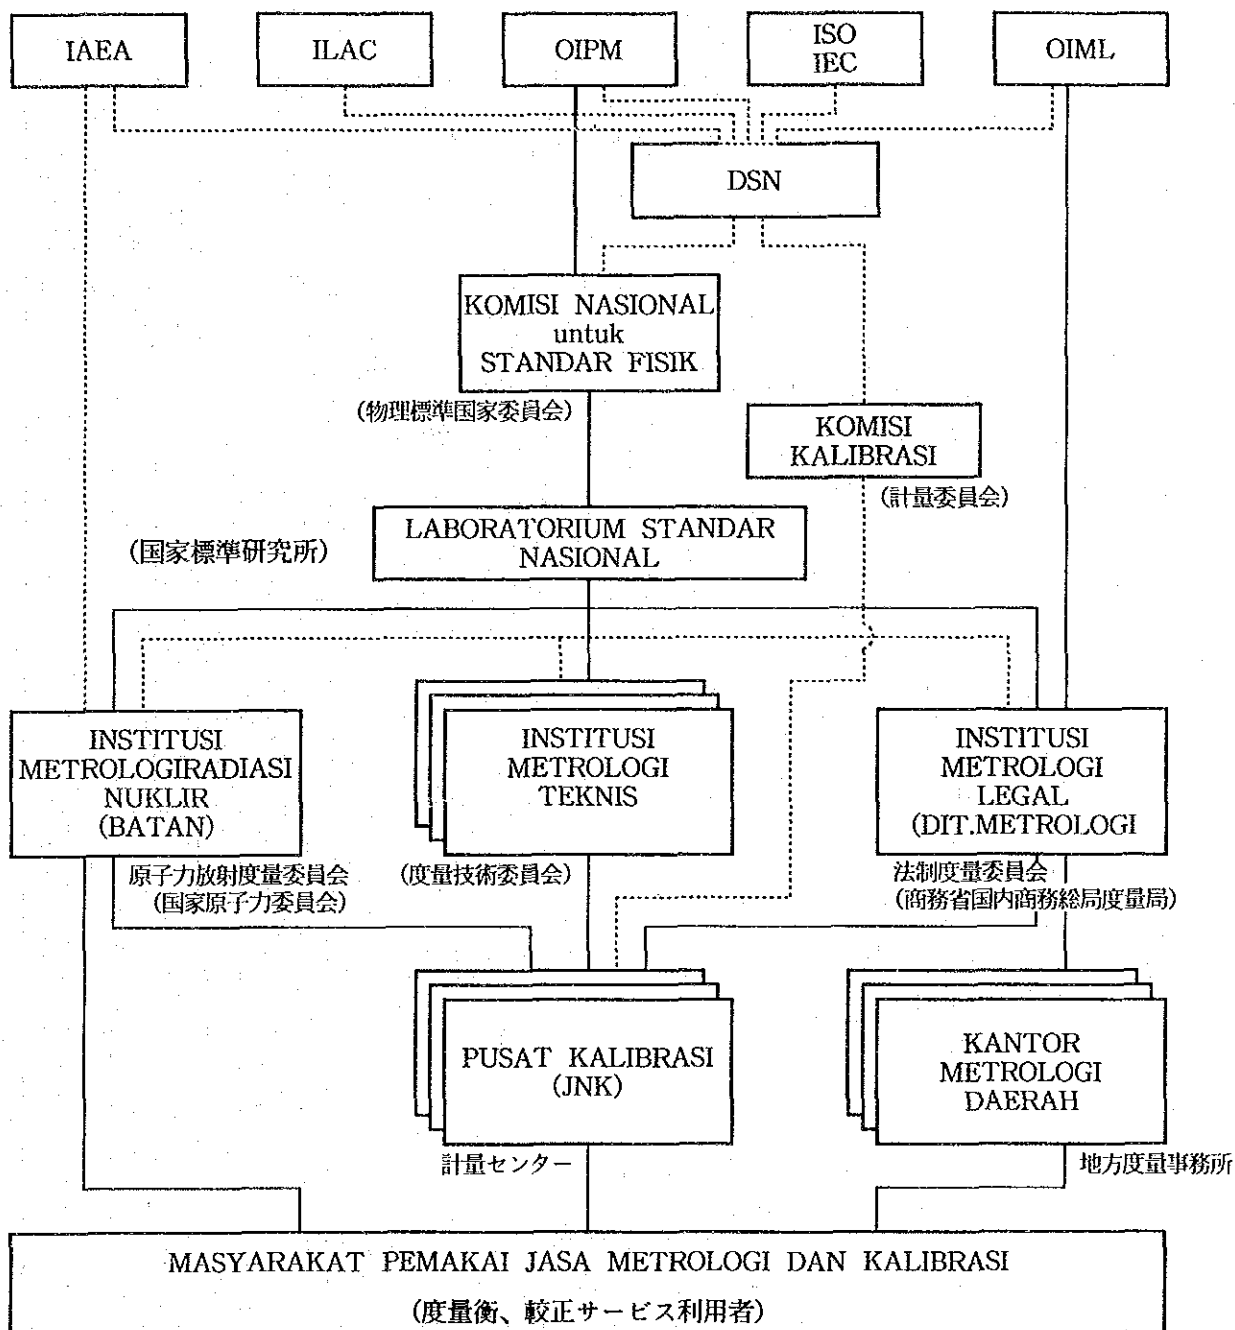 IAEA
ILAC
OIPM
ISO
IEC
OIML
DSN
KOMISI NASIONAL
untuk
STANDAR FISIK
(物理標準国家委員会)
KOMISI
KALIBRASI
(計量委員会)
LABORATORIUM STANDAR
NASIONAL
(国家標準研究所)
INSTITUSI
METROLOGIRADIASI
NUKLIR
(BATAN)
原子力放射度量委員会
(国家原子力委員会)
INSTITUSI
METROLOGI
TEKNIS
(度量技術委員会)
INSTITUSI
METROLOGI
LEGAL
(DIT.METROLOGI
法制度量委員会
(商務省国内商務総局度量局)
PUSAT KALIBRASI
(JNK)
計量センター
KANTOR
METROLOGI
DAERAH
地方度量事務所
MASYARAKAT PEMAKAI JASA METROLOGI DAN KALIBRASI
(度量衡、較正サービス利用者)